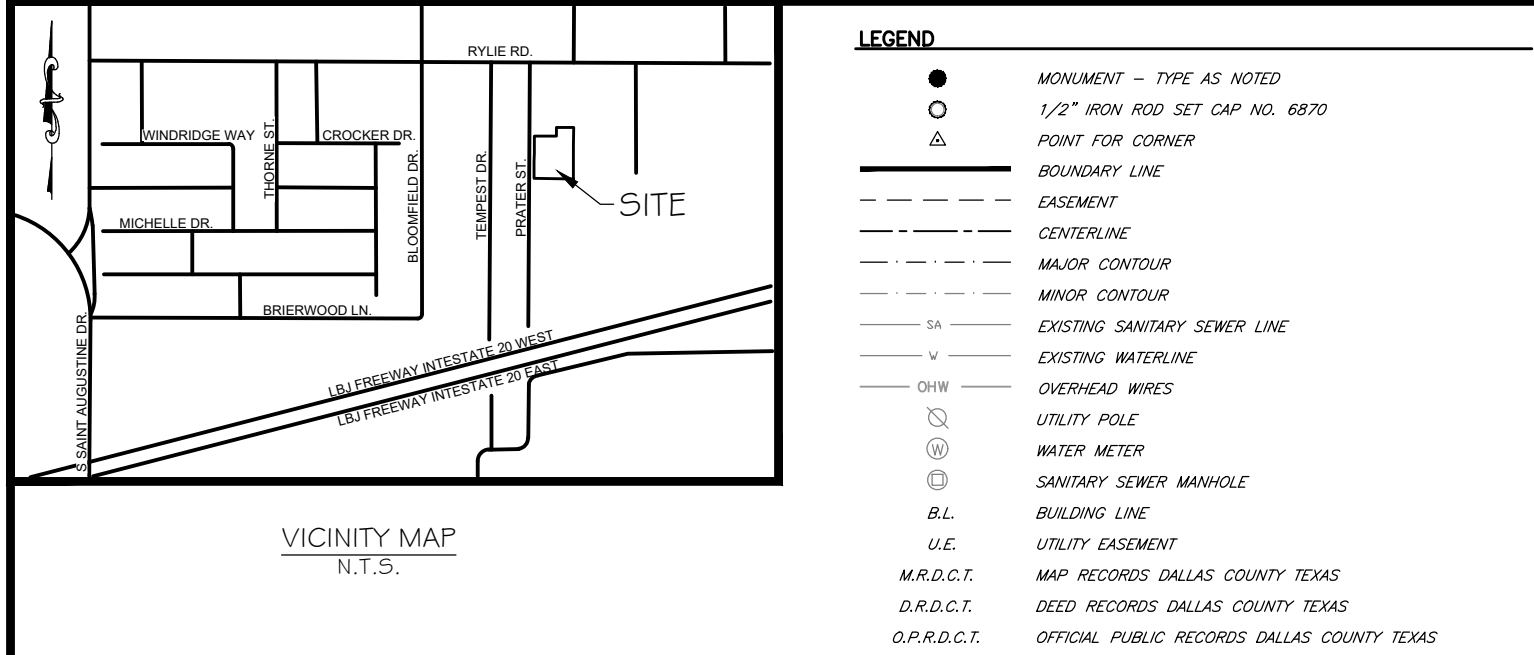 RYLIE RD.
WINDRIDGE WAY
THORNE ST.
CROCKER DR.
BLOOMFIELD DR.
TEMPEST DR.
PRATER ST.
SITE
MICHELLE DR.
BRIERWOOD LN.
S SAINT AUGUSTINE DR.
LBJ FREEWAY INTESTATE 20 WEST
LBJ FREEWAY INTESTATE 20 EAST
VICINITY MAP
N.T.S.
LEGEND
MONUMENT – TYPE AS NOTED
1/2" IRON ROD SET CAP NO. 6870
POINT FOR CORNER
BOUNDARY LINE
EASEMENT
CENTERLINE
MAJOR CONTOUR
MINOR CONTOUR
SA EXISTING SANITARY SEWER LINE
W EXISTING WATERLINE
OHW OVERHEAD WIRES
UTILITY POLE
W WATER METER
SANITARY SEWER MANHOLE
B.L. BUILDING LINE
U.E. UTILITY EASEMENT
M.R.D.C.T. MAP RECORDS DALLAS COUNTY TEXAS
D.R.D.C.T. DEED RECORDS DALLAS COUNTY TEXAS
O.P.R.D.C.T. OFFICIAL PUBLIC RECORDS DALLAS COUNTY TEXAS